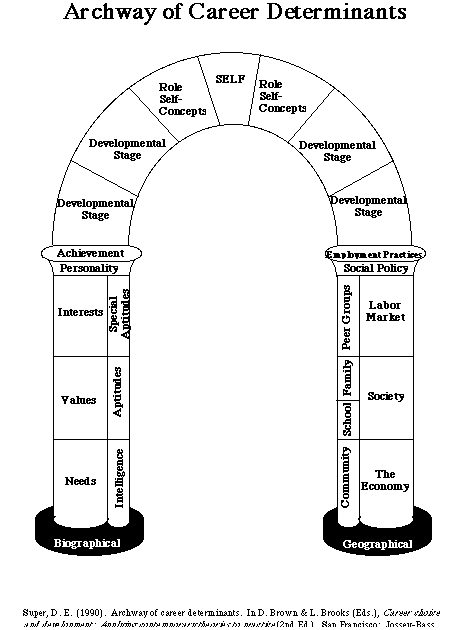 Archway of Career Determinants
SELF
Role
Self-
Concepts
Role
Self-
Concepts
Developmental
Stage
Developmental
Stage
Developmental
Stage
Developmental
Stage
Achievement
Personality
Interests
Special
Aptitudes
Values
Aptitudes
Needs
Intelligence
Biographical
Employment Practices
Social Policy
Peer Groups
Labor
Market
Family
School
Society
Community
The
Economy
Geographical
Super, D. E. (1990). Archway of career determinants. In D. Brown & L. Brooks (Eds.), Career choice
and development: Applying contemporary theories to practice(2nd Ed.). San Francisco: Jossey-Bass.